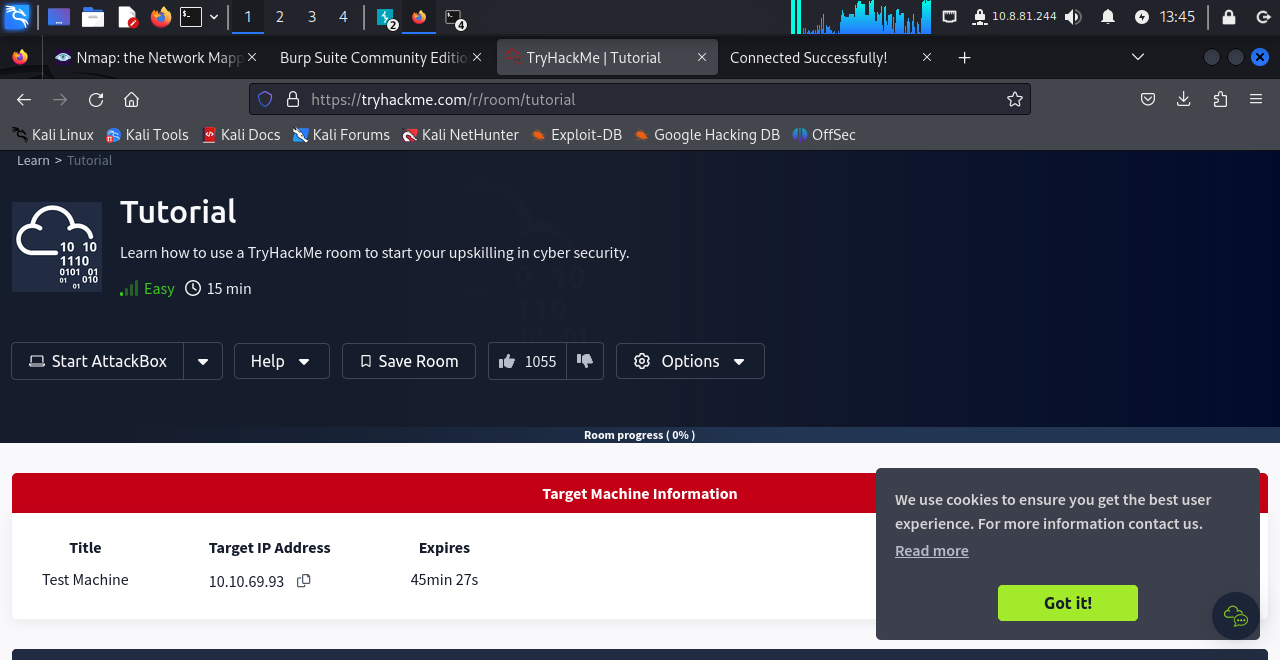 1 2 3 4 2 4 10.8.81.244 13:45
Nmap: the Network Mapp Burp Suite Community Editio TryHackMe | Tutorial Connected Successfully!
https://tryhackme.com/r/room/tutorial
Kali Linux Kali Tools Kali Docs Kali Forums Kali NetHunter Exploit-DB Google Hacking DB OffSec
Learn > Tutorial
Tutorial
Learn how to use a TryHackMe room to start your upskilling in cyber security.
Easy 15 min
Start AttackBox Help Save Room 1055 Options
Room progress ( 0% )
Target Machine Information
Title Target IP Address Expires
Test Machine 10.10.69.93 45min 27s
We use cookies to ensure you get the best user
experience. For more information contact us.
Read more
Got it!
10 10
1110
0101 01
01 010
01